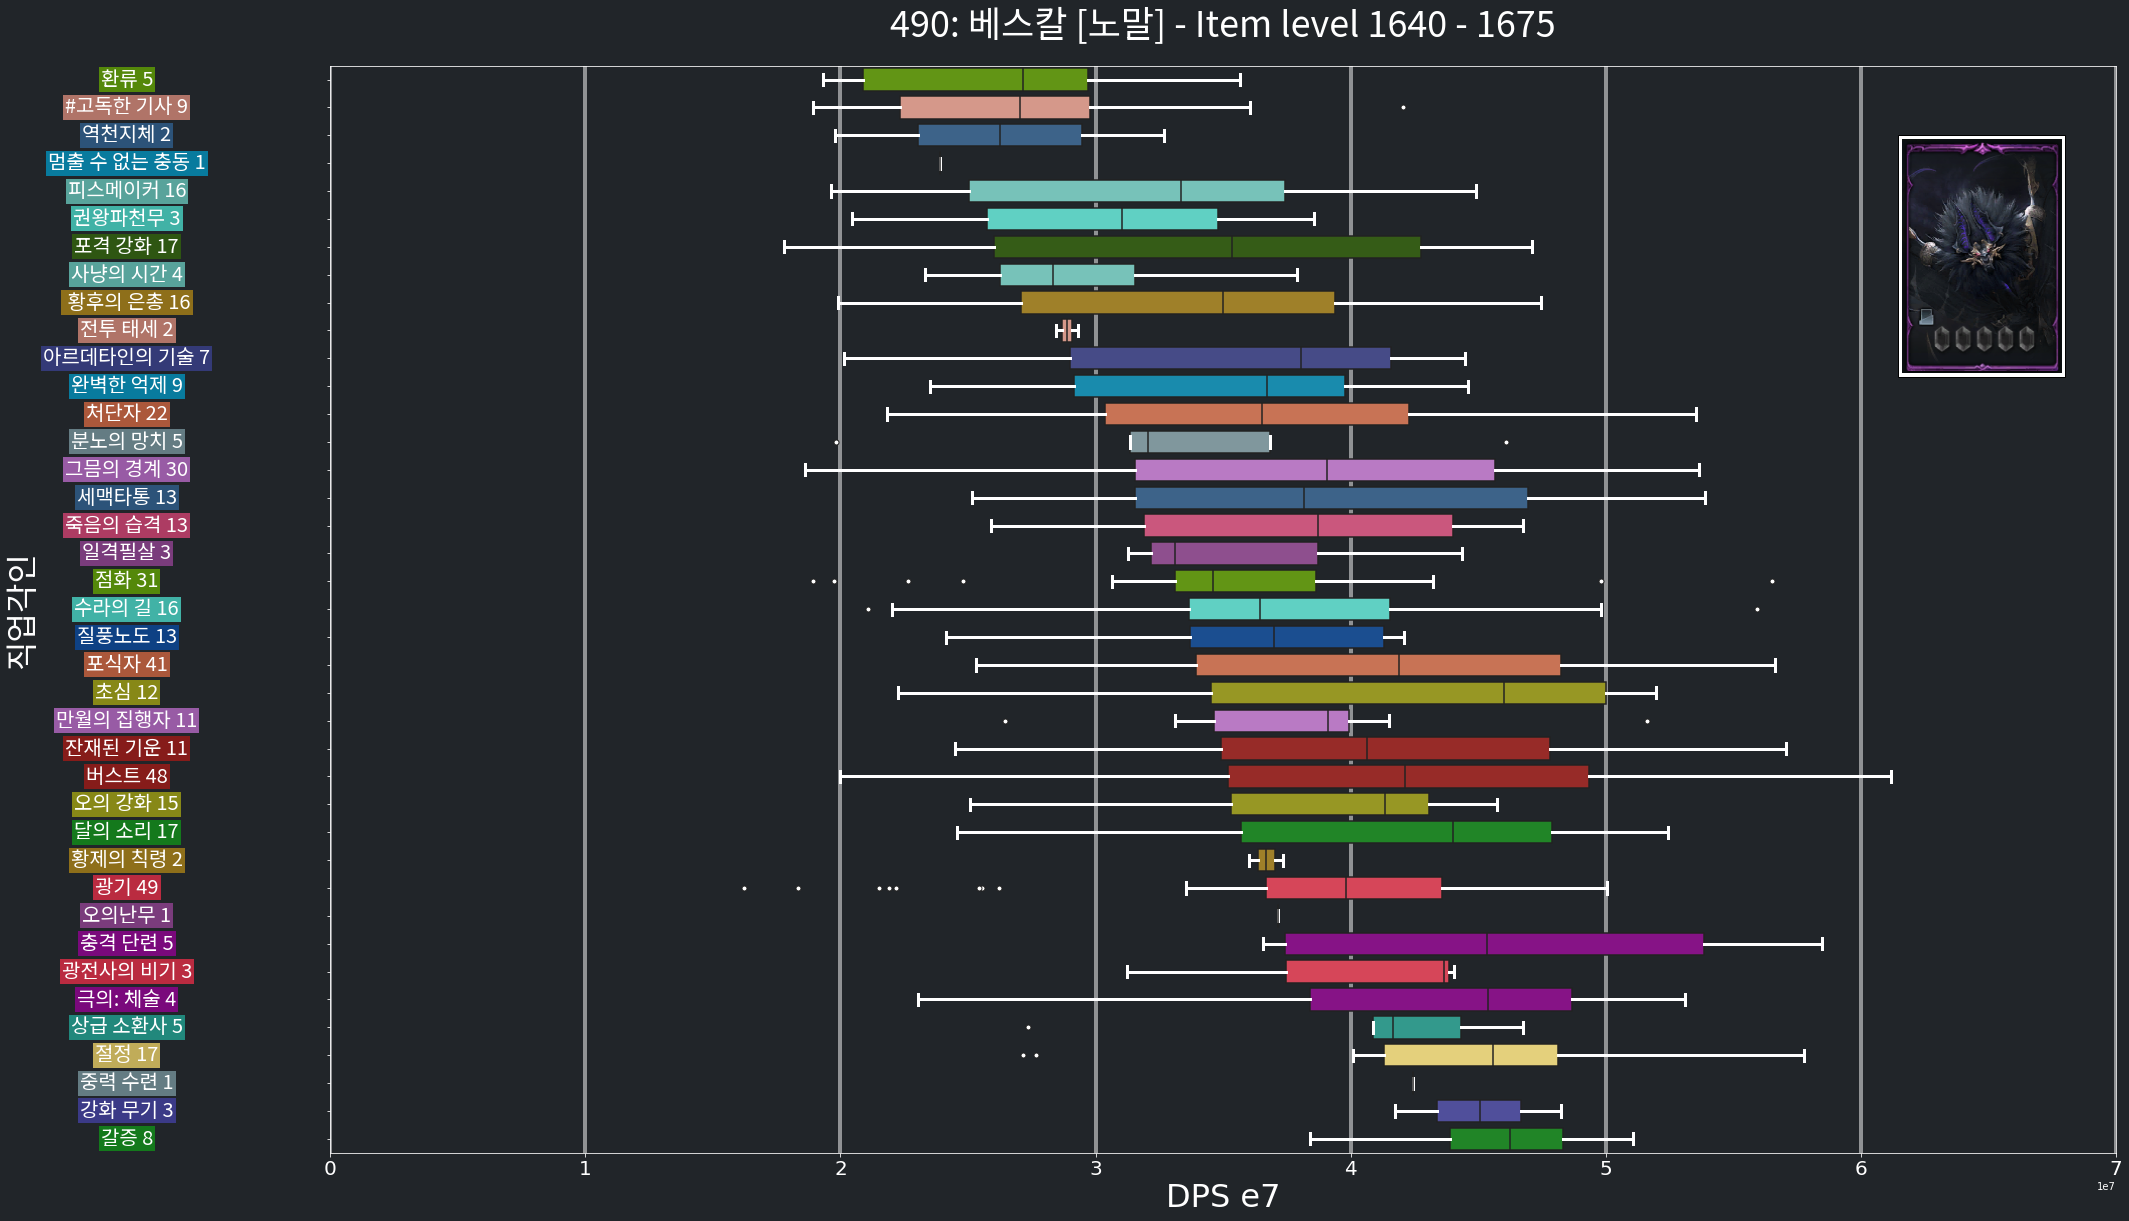 490: 베스칼 [노말] - Item level 1640 - 1675
직업각인
환류 5
#고독한 기사 9
역천지체 2
멈출 수 없는 충동 1
피스메이커 16
권왕파천무 3
포격 강화 17
사냥의 시간 4
황후의 은총 16
전투 태세 2
아르데타인의 기술 7
완벽한 억제 9
처단자 22
분노의 망치 5
그믐의 경계 30
세맥타통 13
죽음의 습격 13
일격필살 3
점화 31
수라의 길 16
질풍노도 13
포식자 41
초심 12
만월의 집행자 11
잔재된 기운 11
버스트 48
오의 강화 15
달의 소리 17
황제의 칙령 2
광기 49
오의난무 1
충격 단련 5
광전사의 비기 3
극의: 체술 4
상급 소환사 5
절정 17
중력 수련 1
강화 무기 3
갈증 8
0 1 2 3 4 5 6 7
1e7
DPS e7